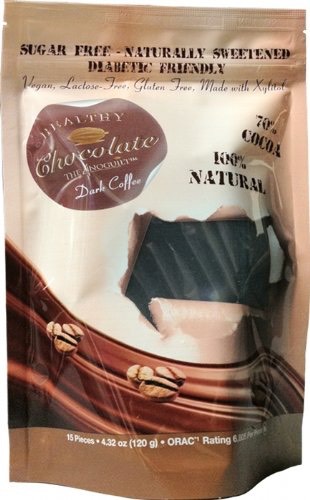 SUGAR FREE - NATURALLY SWEETENED
DIABETIC FRIENDLY
Vegan, Lactose-Free, Gluten Free, Made with Xylitol
HEALTHY
Chocolate
Dark Coffee
70%
COCOA
100%
NATURAL
15 Pieces • 4.32 oz (120 g) • ORAC Rating